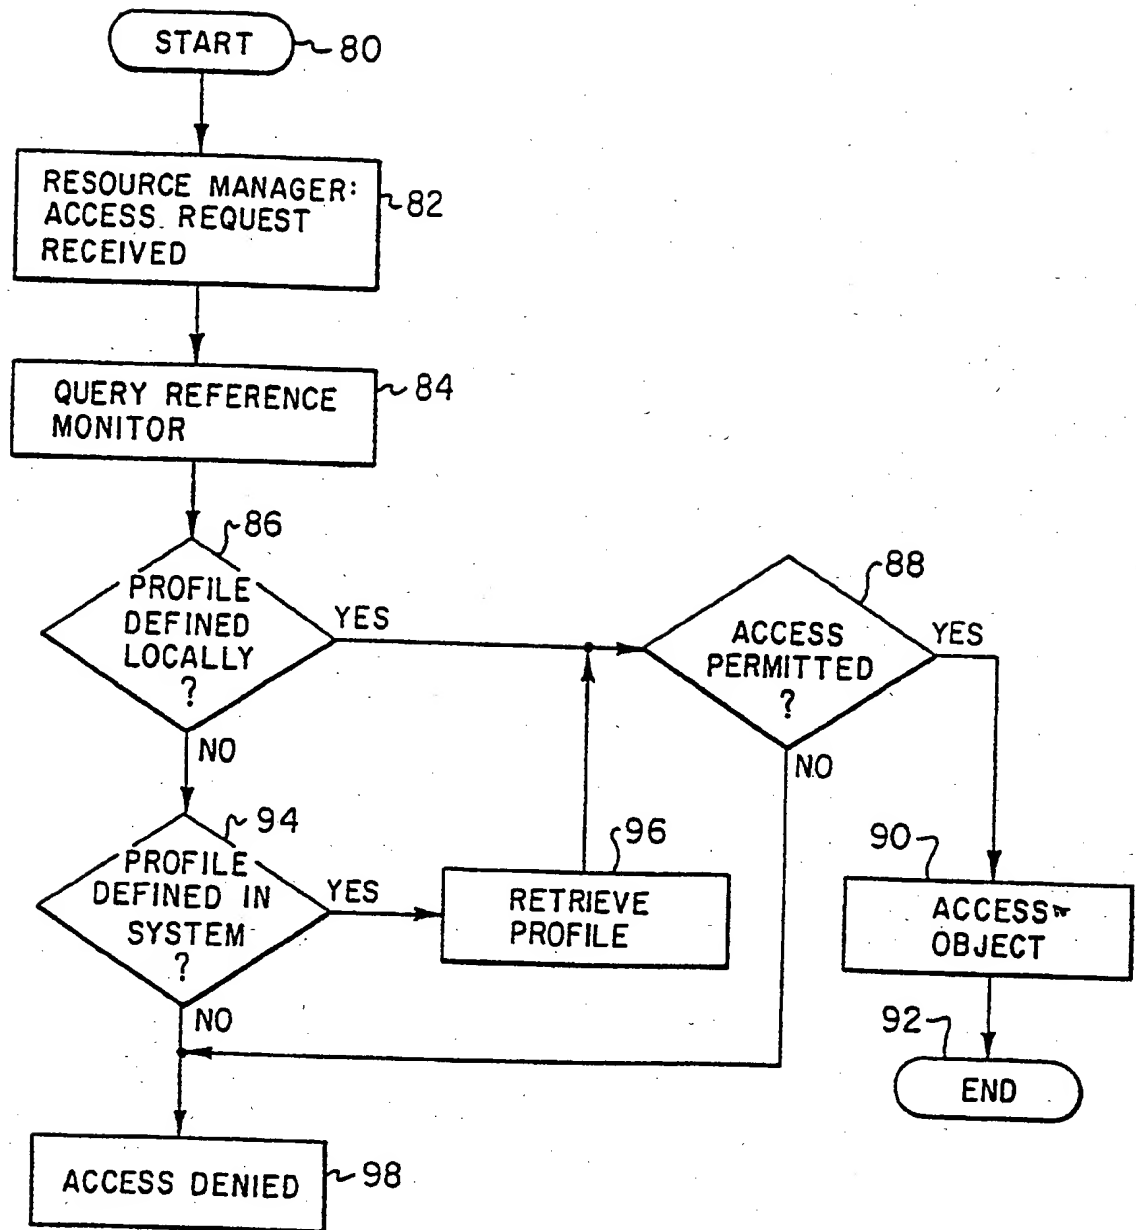 START
80
RESOURCE MANAGER:
ACCESS REQUEST
RECEIVED
82
QUERY REFERENCE
MONITOR
84
86
PROFILE
DEFINED
LOCALLY
?
YES
NO
88
ACCESS
PERMITTED
?
YES
NO
94
PROFILE
DEFINED IN
SYSTEM
?
YES
NO
96
RETRIEVE
PROFILE
90
ACCESS
OBJECT
92
END
ACCESS DENIED
98